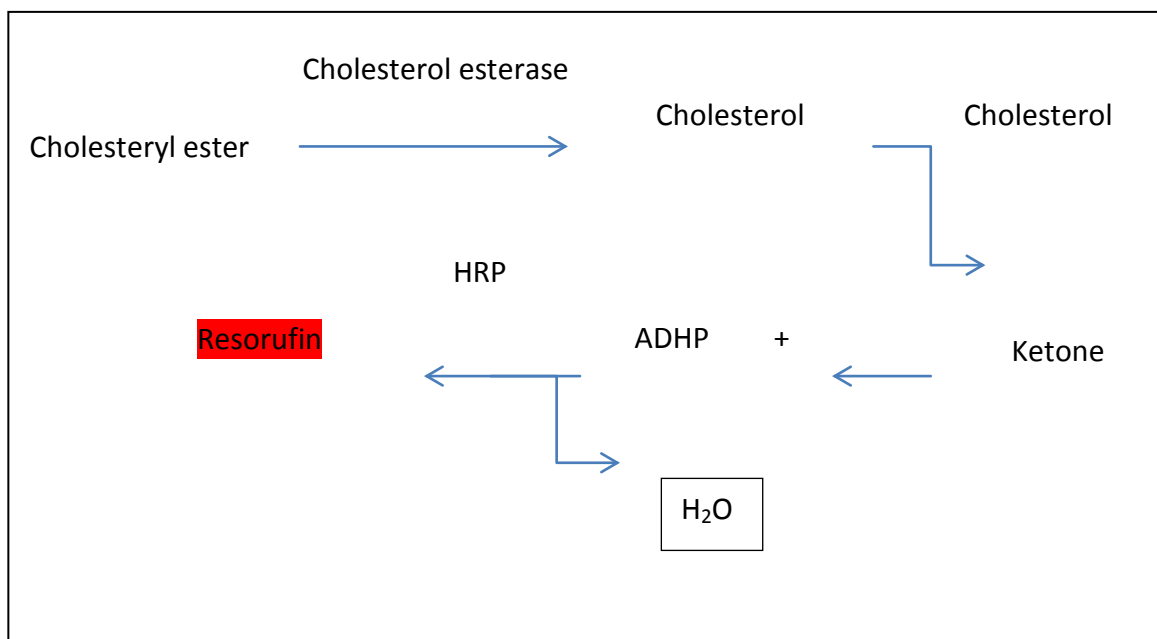 Cholesterol esterase
Cholesterol
Cholesterol
Cholesteryl ester
HRP
Resorufin
ADHP +
Ketone
H₂O